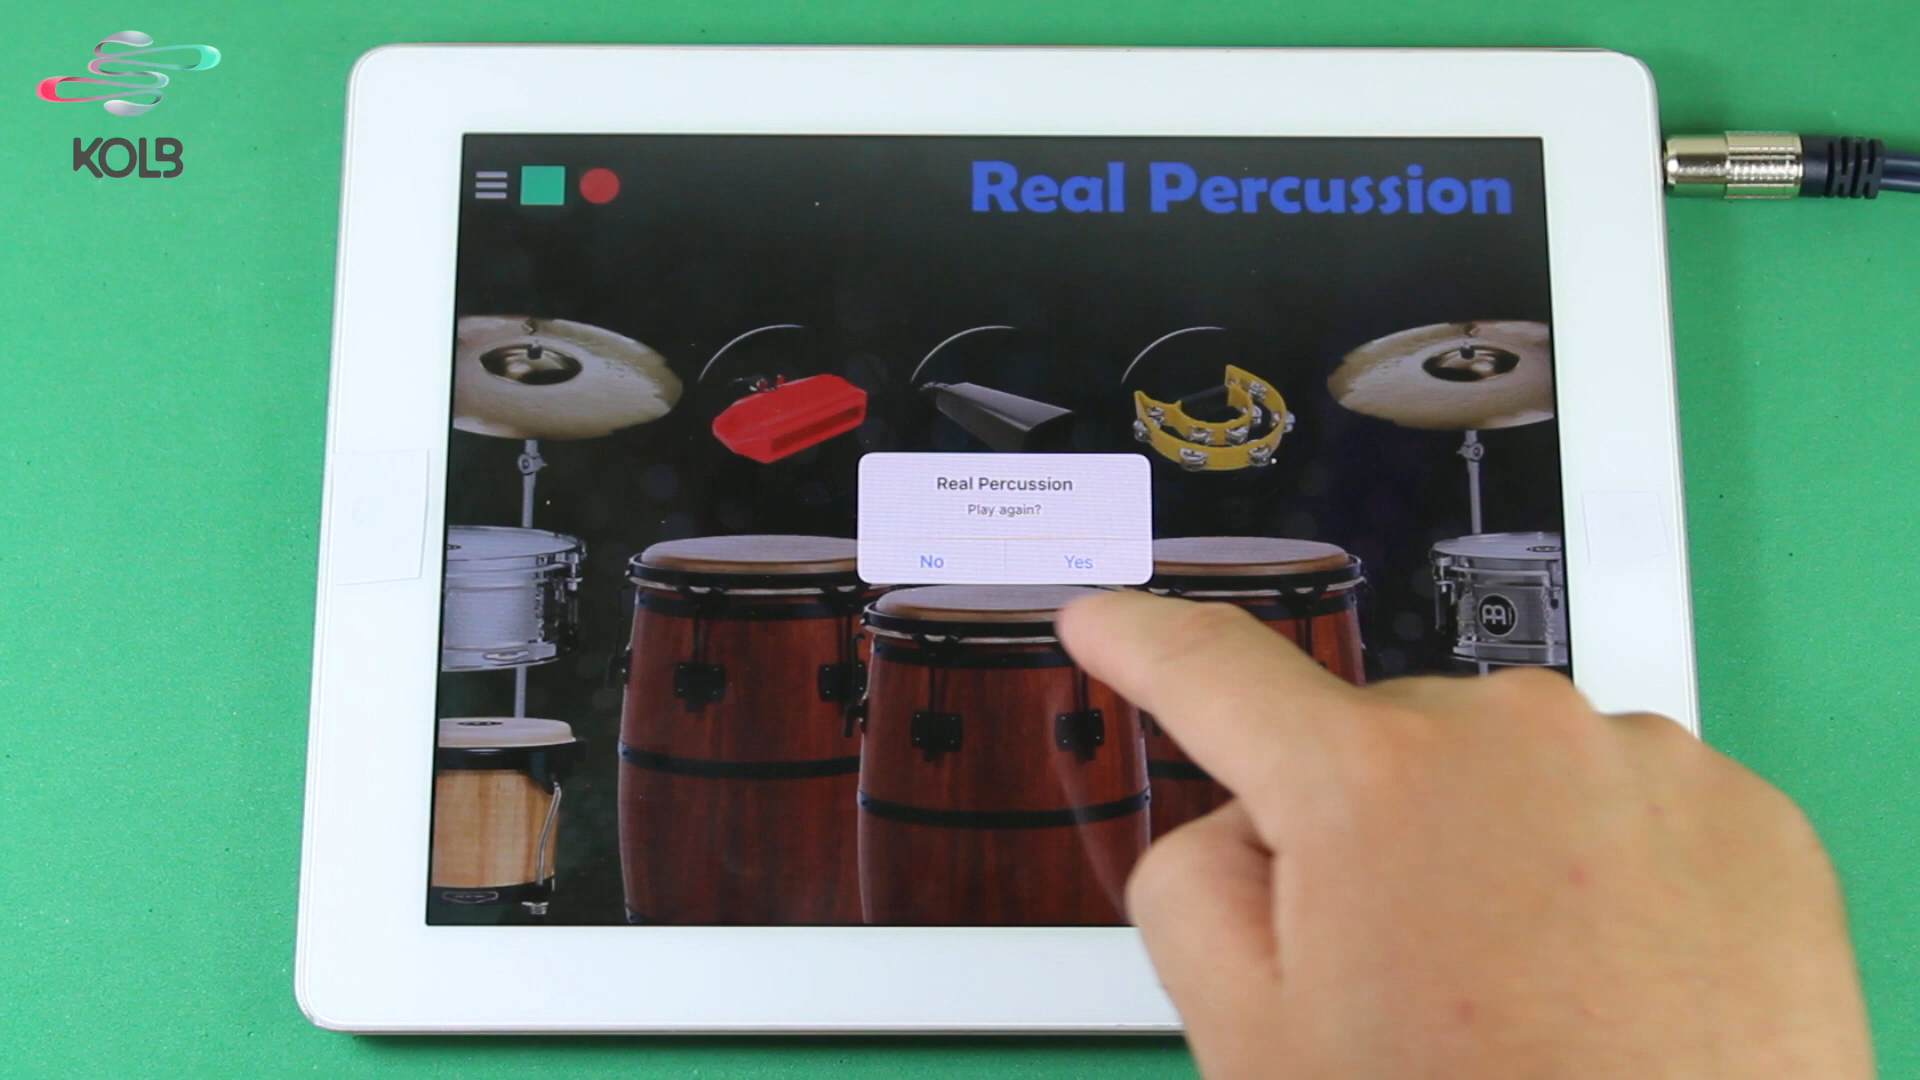 KOLB
Real Percussion
Real Percussion
Play again?
No
Yes